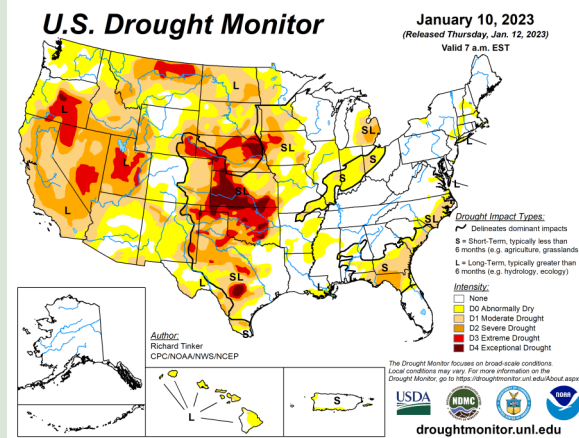 U.S. Drought Monitor
January 10, 2023
(Released Thursday, Jan. 12, 2023)
Valid 7 a.m. EST
L
L
SL
SL
L
L
S
S
L
L
SL
L
SL
S
SL
L
L
S
S
Drought Impact Types:
Delineates dominant impacts
S = Short-Term, typically less than
6 months (e.g. agriculture, grasslands
L = Long-Term, typically greater than
6 months (e.g. hydrology, ecology)
Intensity:
None
D0 Abnormally Dry
D1 Moderate Drought
D2 Severe Drought
D3 Extreme Drought
D4 Exceptional Drought
Author:
Richard Tinker
CPC/NOAA/NWS/NCEP
L
S
The Drought Monitor focuses on broad-scale conditions.
Local conditions may vary. For more information on the
Drought Monitor, go to https://droughtmonitor.unl.edu/About.aspx
USDA
NDMC
NOAA
droughtmonitor.unl.edu